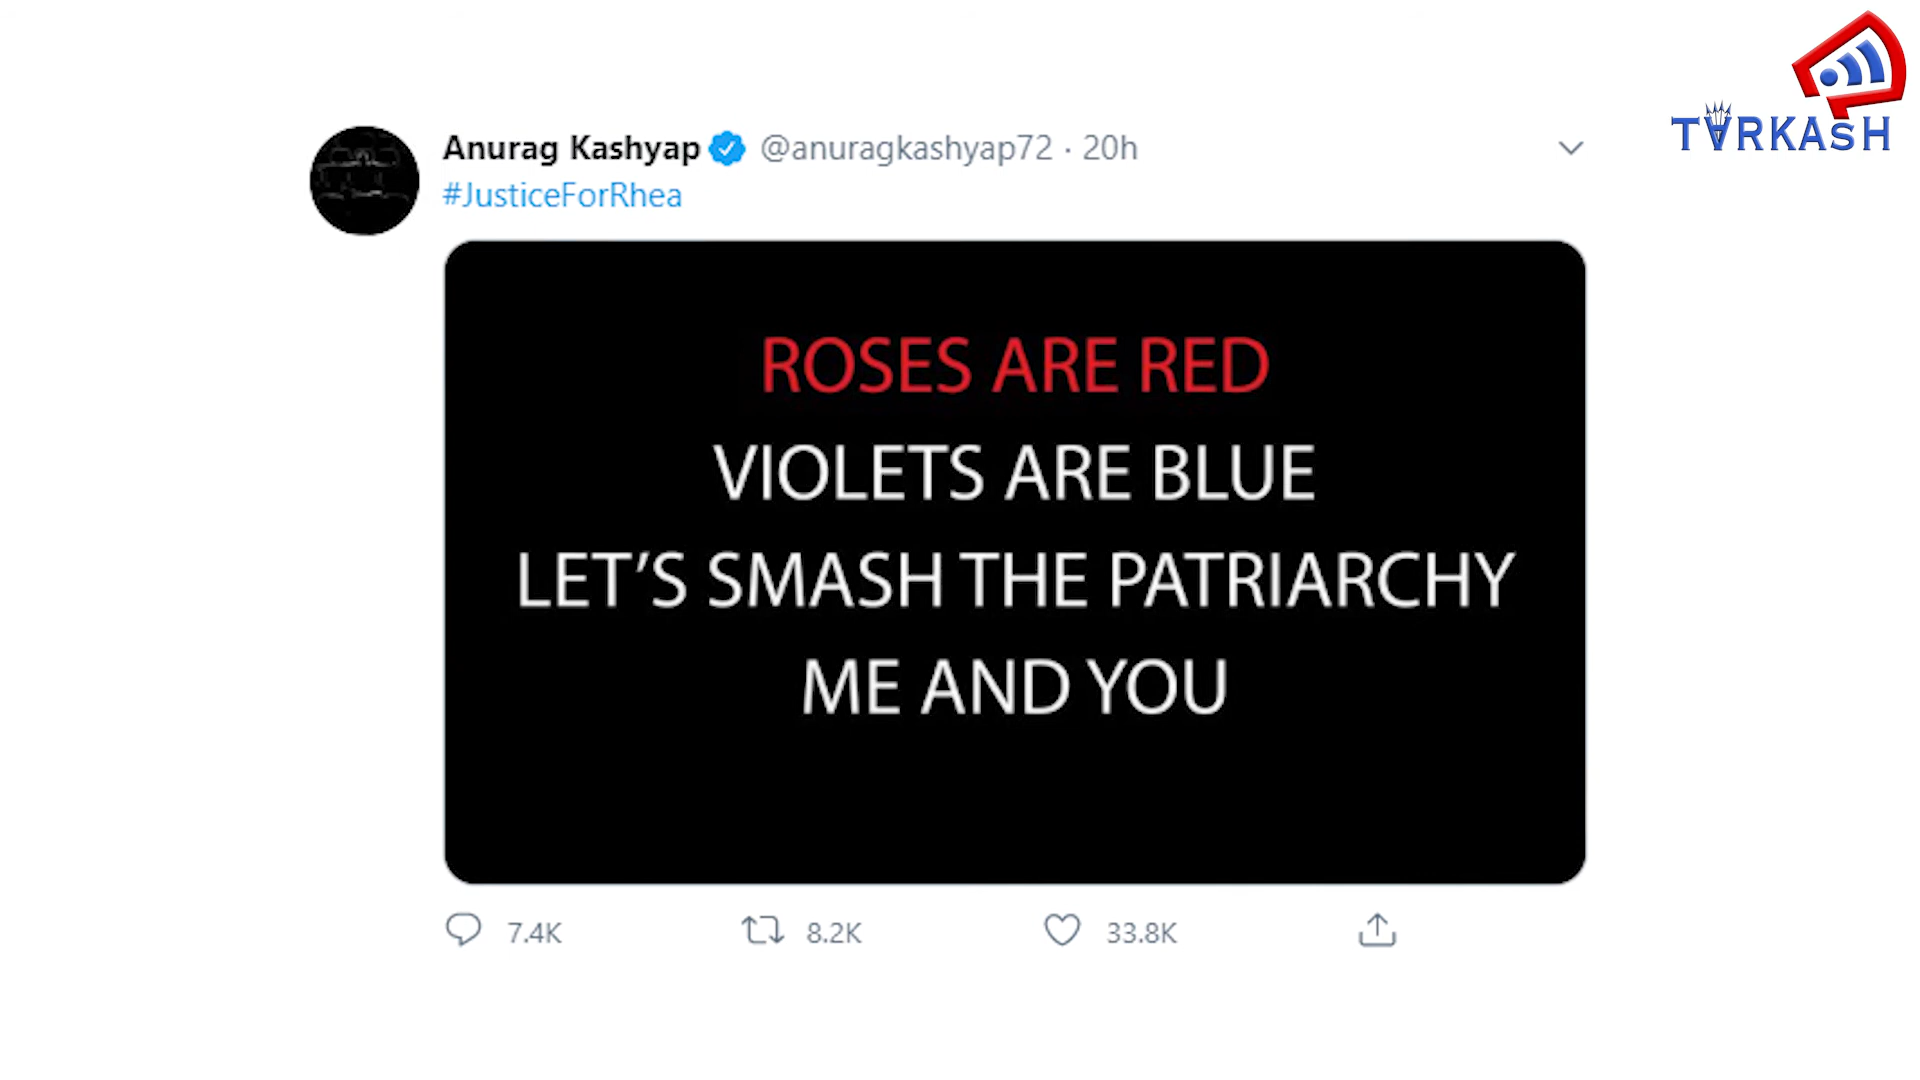 TARKASH
Anurag Kashyap @anuragkashyap72 · 20h
#JusticeForRhea
ROSES ARE RED
VIOLETS ARE BLUE
LET’S SMASH THE PATRIARCHY
ME AND YOU
7.4K 8.2K 33.8K